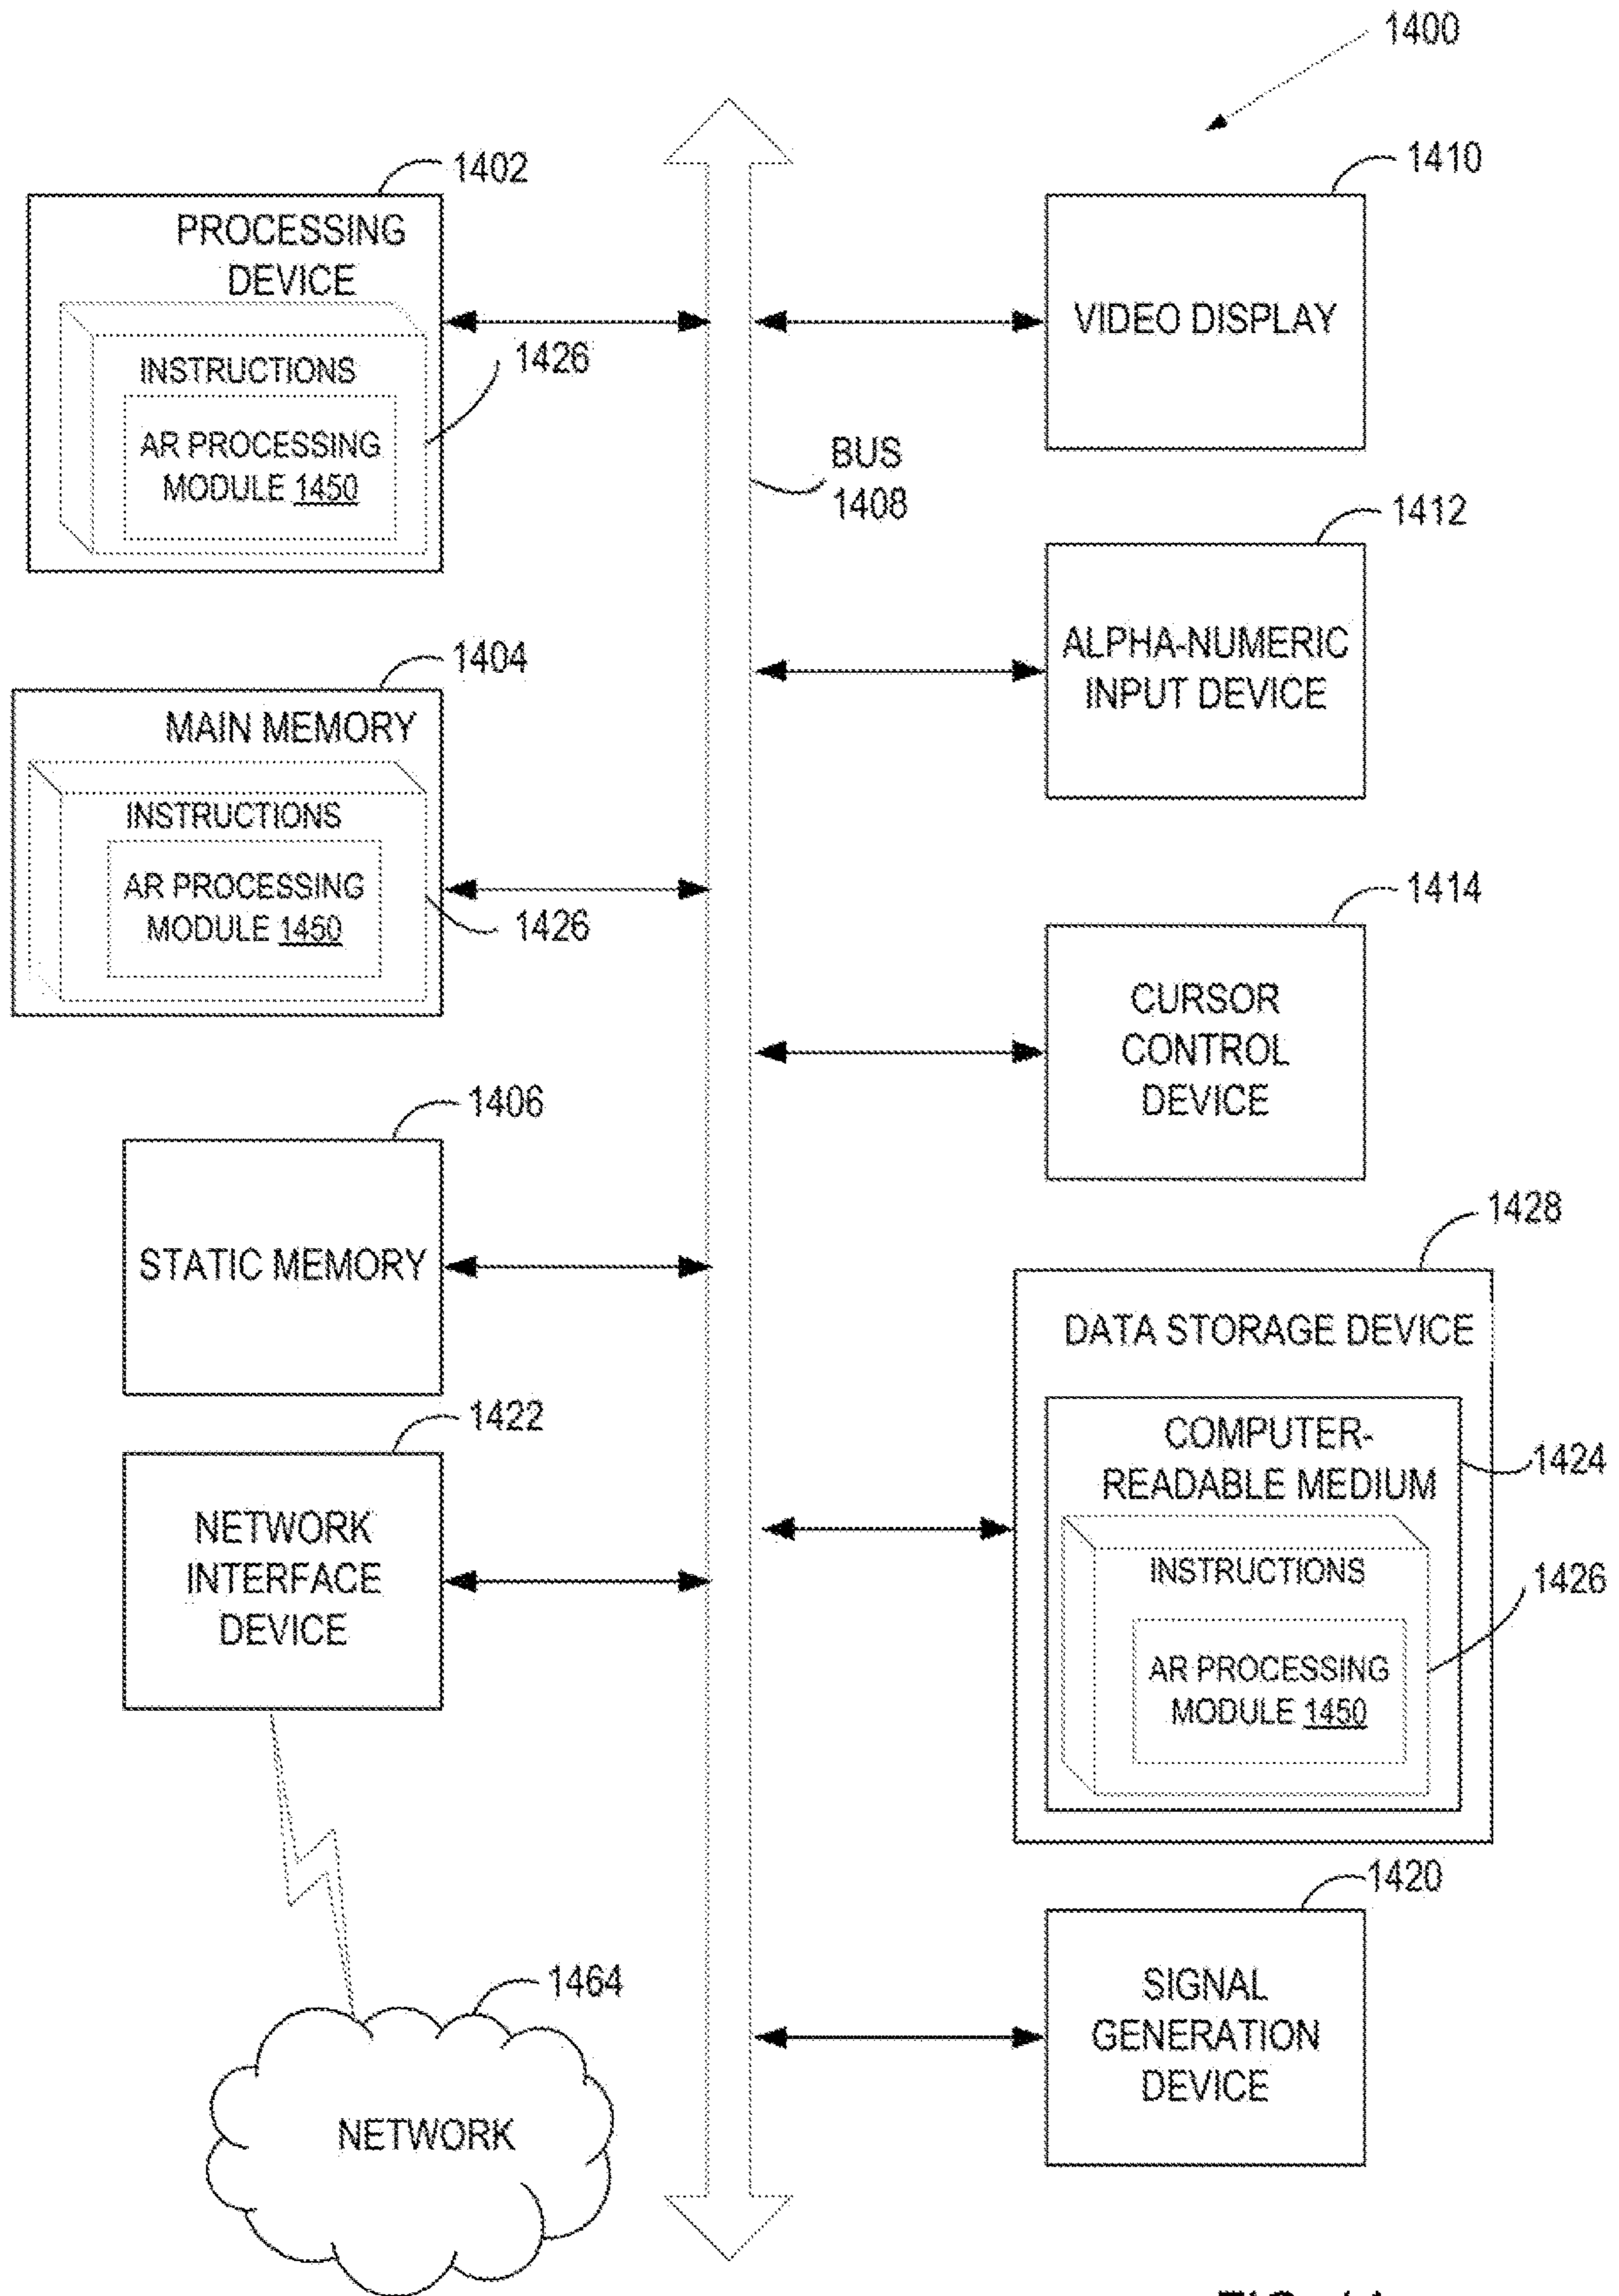 1400
1402
PROCESSING
DEVICE
INSTRUCTIONS
1426
AR PROCESSING
MODULE 1450
1410
VIDEO DISPLAY
BUS
1408
1412
ALPHA-NUMERIC
INPUT DEVICE
1404
MAIN MEMORY
INSTRUCTIONS
AR PROCESSING
MODULE 1450
1426
1414
CURSOR
CONTROL
DEVICE
1406
STATIC MEMORY
1428
DATA STORAGE DEVICE
COMPUTER-
READABLE MEDIUM
1424
INSTRUCTIONS
1426
AR PROCESSING
MODULE 1450
1422
NETWORK
INTERFACE
DEVICE
1420
SIGNAL
GENERATION
DEVICE
1464
NETWORK